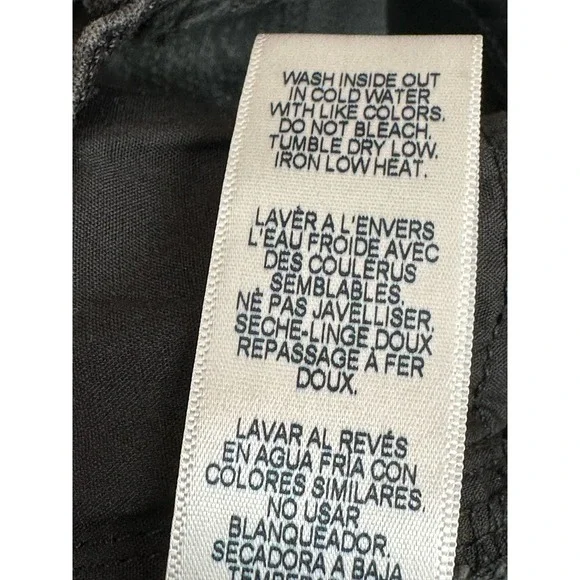 WASH INSIDE OUT
IN COLD WATER
WITH LIKE COLORS.
DO NOT BLEACH.
TUMBLE DRY LOW.
IRON LOW HEAT.
LAVÈR A L'ENVERS
L'EAU FROIDE AVEC
DES COULÈRUS
SEMBLABLES.
NÉ PAS JAVELLISER.
SÈCHE-LINGE DOUX
REPASSAGE À FER
DOUX.
LAVAR AL REVÉS
EN AGUA FRIA CON
COLORES SIMILARES.
NO USAR
BLANQUEADOR.
SECADORA A BAJA